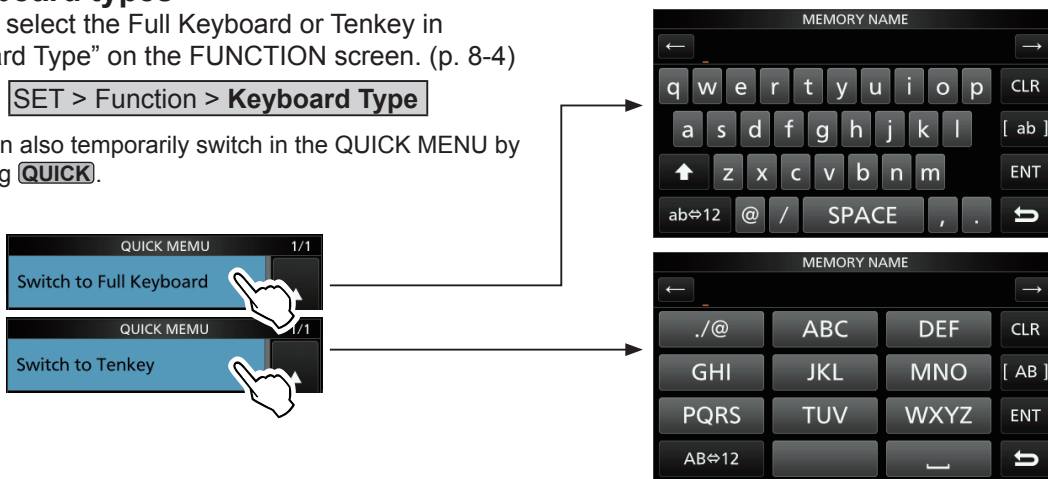 board types
select the Full Keyboard or Tenkey in
ard Type” on the FUNCTION screen. (p. 8-4)
SET > Function > Keyboard Type
n also temporarily switch in the QUICK MENU by
g QUICK.
QUICK MENU 1/1
Switch to Full Keyboard
QUICK MENU 1/1
Switch to Tenkey
MEMORY NAME
← _ →
q w e r t y u i o p CLR
a s d f g h j k l [ ab ]
z x c v b n m ENT
ab⇔12 @ / SPACE , .
MEMORY NAME
← _ →
./@ ABC DEF CLR
GHI JKL MNO [ AB ]
PQRS TUV WXYZ ENT
AB⇔12 ⎵